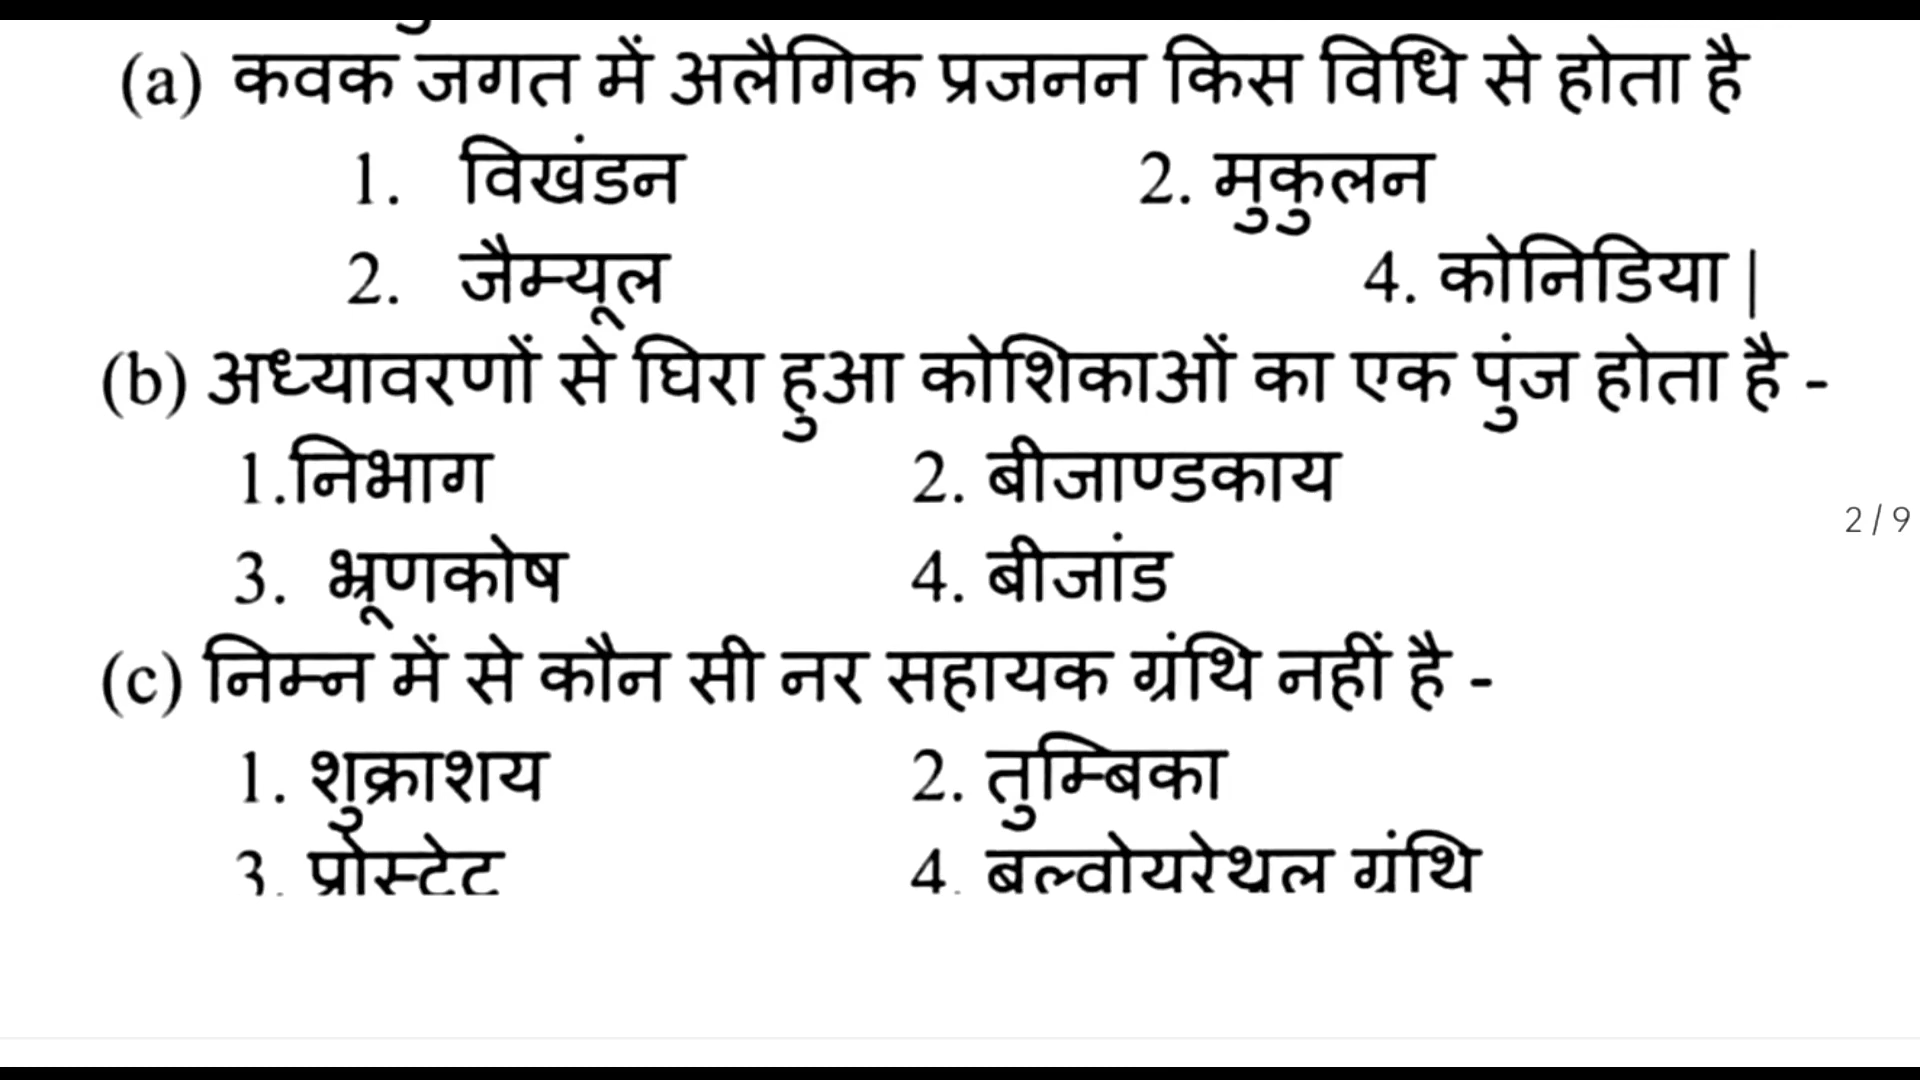 (a) कवक जगत में अलैगिक प्रजनन किस विधि से होता है
1. विखंडन 2. मुकुलन
2. जैम्यूल 4. कोनिडिया |
(b) अध्यावरणों से घिरा हुआ कोशिकाओं का एक पुंज होता है -
1.निभाग 2. बीजाण्डकाय
2 / 9
3. भ्रूणकोष 4. बीजांड
(c) निम्न में से कौन सी नर सहायक ग्रंथि नहीं है -
1. शुक्राशय 2. तुम्बिका
3. प्रोस्टेट 4. बल्वोयरेथ्रल ग्रंथि